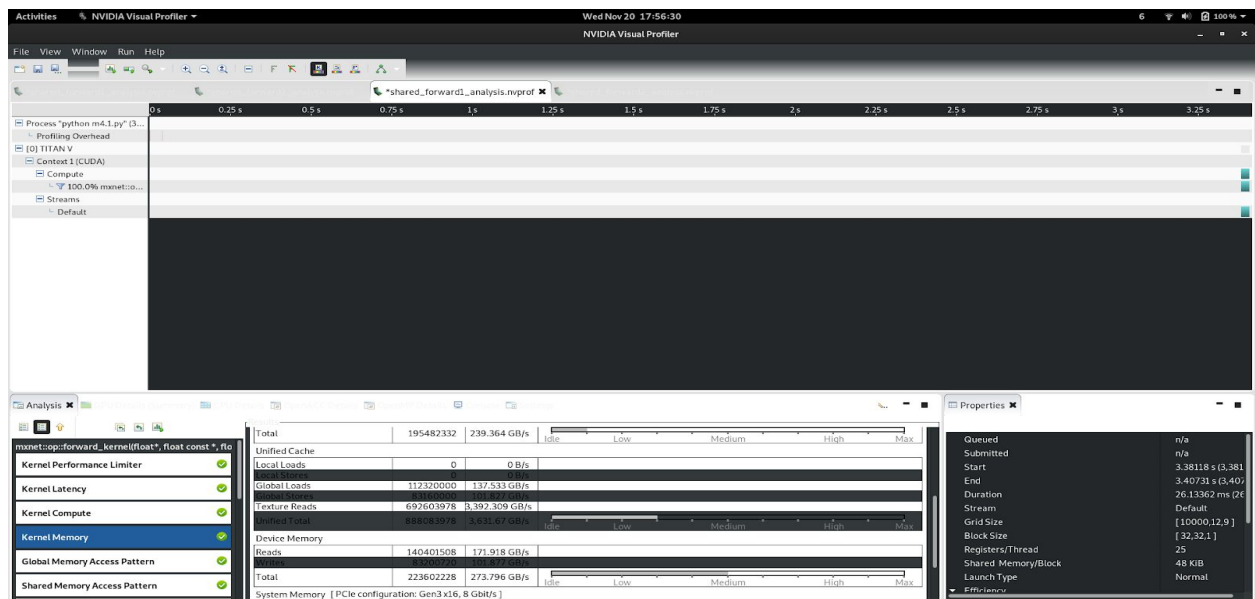 Activities NVIDIA Visual Profiler Wed Nov 20 17:56:30 6 100%
NVIDIA Visual Profiler
File View Window Run Help
*shared_forward1_analysis.nvprof
0 s 0.25 s 0.5 s 0.75 s 1 s 1.25 s 1.5 s 1.75 s 2 s 2.25 s 2.5 s 2.75 s 3 s 3.25 s
Process "python m4.1.py" (3...
Profiling Overhead
[0] TITAN V
Context 1 (CUDA)
Compute
100.0% mxnet::o...
Streams
Default
Analysis
mxnet::op::forward_kernel(float*, float const *, flo
Kernel Performance Limiter
Kernel Latency
Kernel Compute
Kernel Memory
Global Memory Access Pattern
Shared Memory Access Pattern
Total 195482332 239.364 GB/s Idle Low Medium High Max
Unified Cache
Local Loads 0 0 B/s
Local Stores 0 0 B/s
Global Loads 112320000 137.533 GB/s
Global Stores 83160000 101.827 GB/s
Texture Reads 692603978 3,392.309 GB/s
Unified Total 888083978 3,631.67 GB/s Idle Low Medium High Max
Device Memory
Reads 140401508 171.918 GB/s
Writes 83200720 101.877 GB/s
Total 223602228 273.796 GB/s Idle Low Medium High Max
System Memory [ PCIe configuration: Gen3 x16, 8 Gbit/s ]
Properties
Queued n/a
Submitted n/a
Start 3.38118 s (3,381
End 3.40731 s (3,407
Duration 26.13362 ms (26
Stream Default
Grid Size [ 10000,12,9 ]
Block Size [ 32,32,1 ]
Registers/Thread 25
Shared Memory/Block 48 KiB
Launch Type Normal
Efficiency